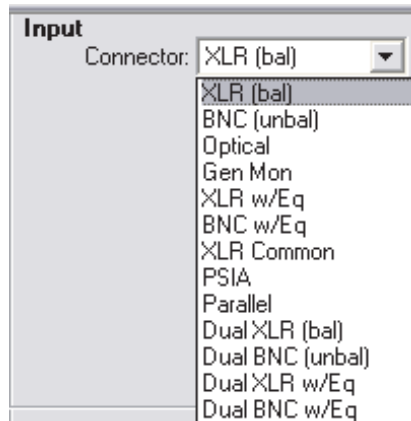 Input
Connector: XLR (bal)
XLR (bal)
BNC (unbal)
Optical
Gen Mon
XLR w/Eq
BNC w/Eq
XLR Common
PSIA
Parallel
Dual XLR (bal)
Dual BNC (unbal)
Dual XLR w/Eq
Dual BNC w/Eq